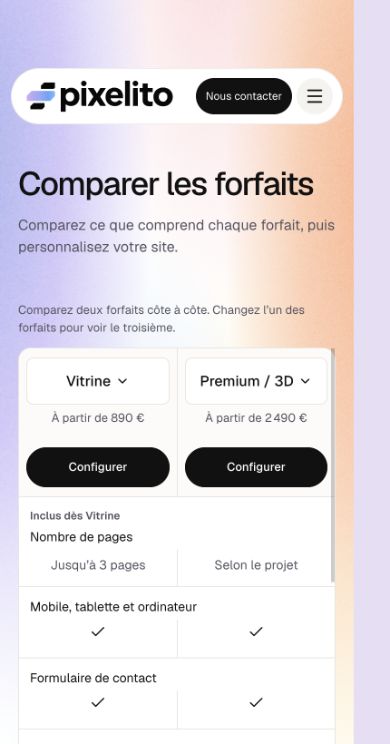 pixelito
Nous contacter
Comparer les forfaits
Comparez ce que comprend chaque forfait, puis
personnalisez votre site.
Comparez deux forfaits côte à côte. Changez l'un des
forfaits pour voir le troisième.
Vitrine
Premium / 3D
À partir de 890 €
À partir de 2 490 €
Configurer
Configurer
Inclus dès Vitrine
Nombre de pages
Jusqu'à 3 pages
Selon le projet
Mobile, tablette et ordinateur
Formulaire de contact